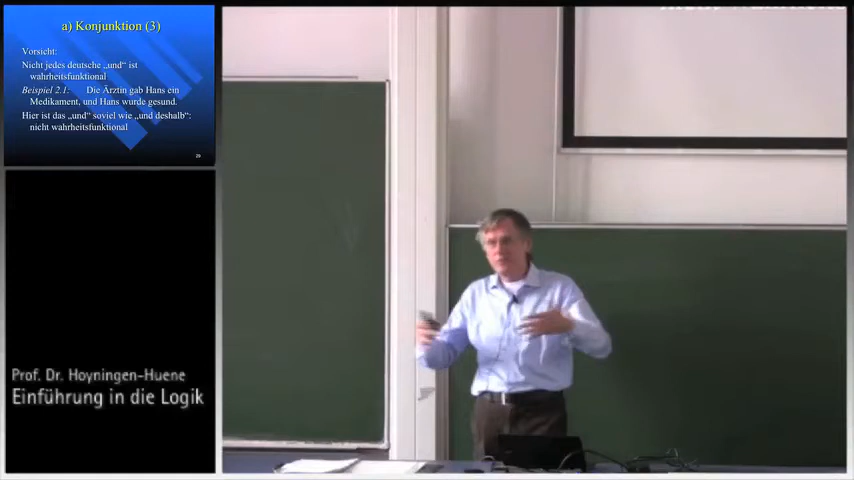 a) Konjunktion (3)
Vorsicht:
Nicht jedes deutsche „und“ ist
wahrheitsfunktional
Beispiel 2.1: Die Ärztin gab Hans ein
Medikament, und Hans wurde gesund.
Hier ist das „und“ soviel wie „und deshalb“:
nicht wahrheitsfunktional
29
Prof. Dr. Hoyningen-Huene
Einführung in die Logik